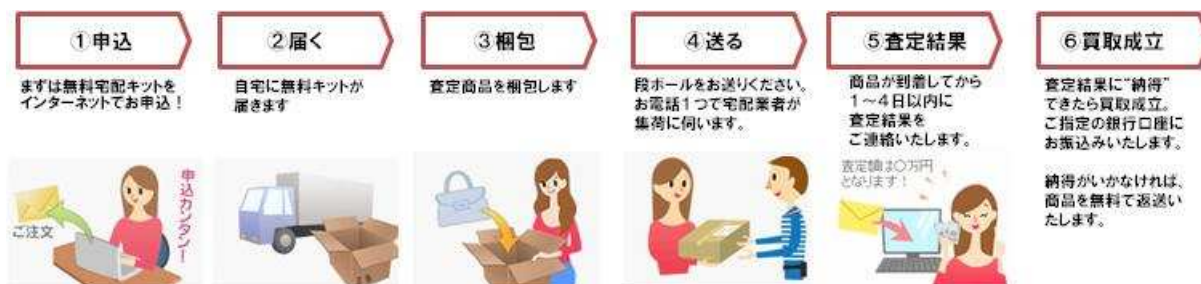 ①申込
まずは無料宅配キットを
インターネットでお申込！
ご注文
申込カンタン！
②届く
自宅に無料キットが
届きます
③梱包
査定商品を梱包します
④送る
段ボールをお送りください。
お電話１つで宅配業者が
集荷に伺います。
⑤査定結果
商品が到着してから
１～４日以内に
査定結果を
ご連絡いたします。
査定額は〇万円
となります！
⑥買取成立
査定結果に“納得”
できたら買取成立。
ご指定の銀行口座に
お振込みいたします。
納得がいかなければ、
商品を無料で返送い
たします。